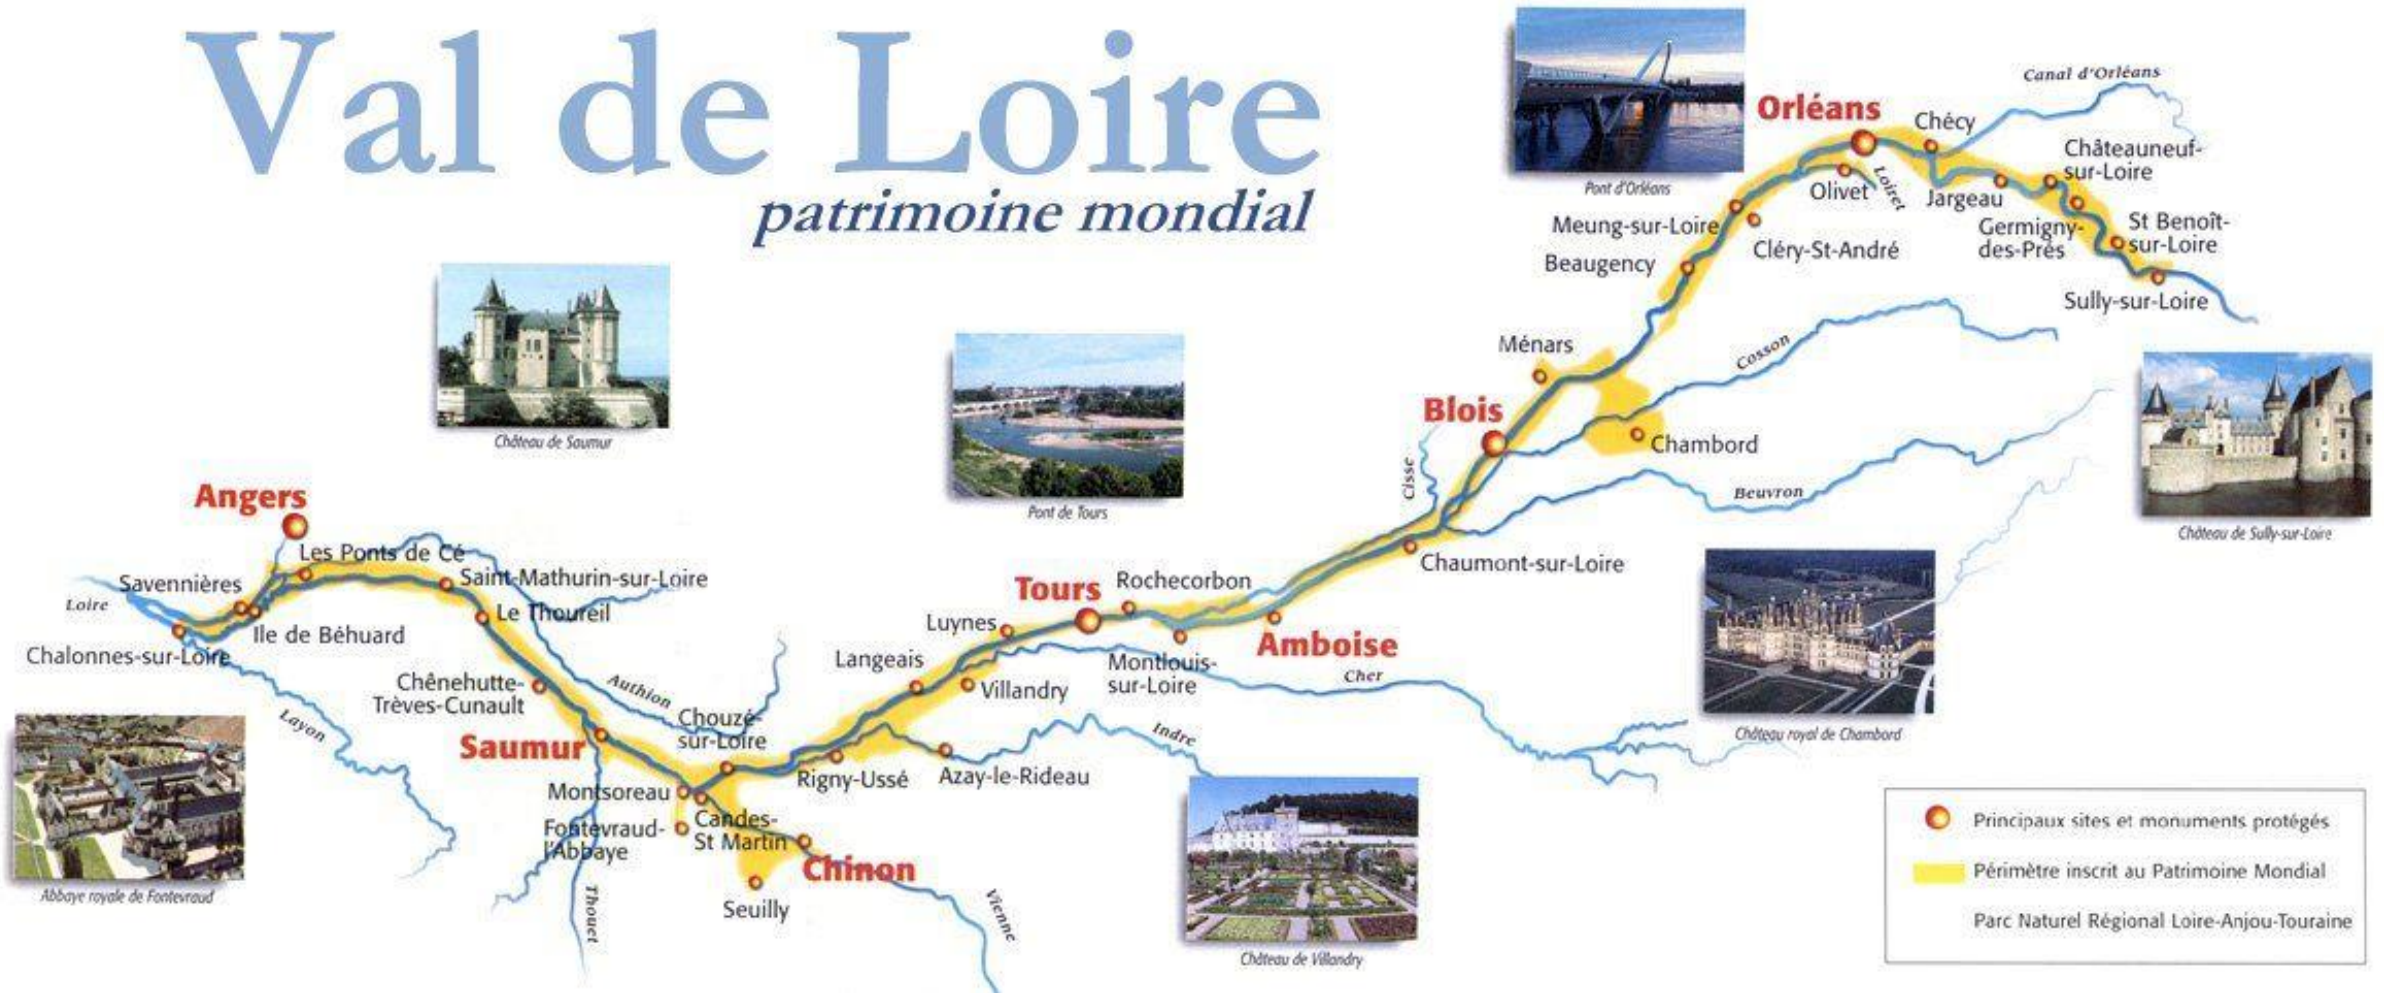 Val de Loire
patrimoine mondial
Pont d'Orléans
Canal d'Orléans
Orléans
Chécy
Châteauneuf-
sur-Loire
Olivet
Loiret
Jargeau
Germigny-
des-Prés
St Benoît-
sur-Loire
Sully-sur-Loire
Meung-sur-Loire
Cléry-St-André
Beaugency
Ménars
Cosson
Blois
Chambord
Cisse
Beuvron
Chaumont-sur-Loire
Château de Sully-sur-Loire
Château de Saumur
Pont de Tours
Angers
Les Ponts de Cé
Savennières
Saint-Mathurin-sur-Loire
Loire
Le Thoureil
Ile de Béhuard
Chalonnes-sur-Loire
Tours
Rochecorbon
Luynes
Amboise
Langeais
Montlouis-
sur-Loire
Villandry
Cher
Chênehutte-
Trèves-Cunault
Authion
Layon
Chouzé-
sur-Loire
Saumur
Indre
Rigny-Ussé
Azay-le-Rideau
Montsoreau
Candes-
St Martin
Fontevraud-
l'Abbaye
Chinon
Seuilly
Thouet
Vienne
Abbaye royale de Fontevraud
Château royal de Chambord
Château de Villandry
Principaux sites et monuments protégés
Périmètre inscrit au Patrimoine Mondial
Parc Naturel Régional Loire-Anjou-Touraine